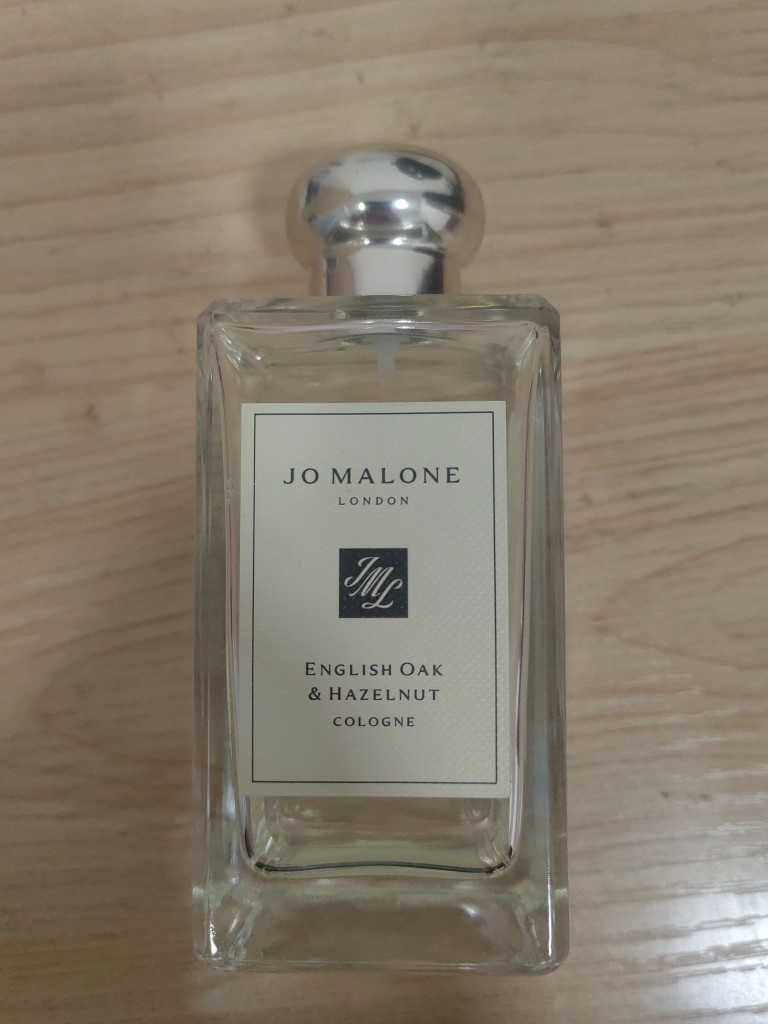 JO MALONE
LONDON
JML
ENGLISH OAK
& HAZELNUT
COLOGNE